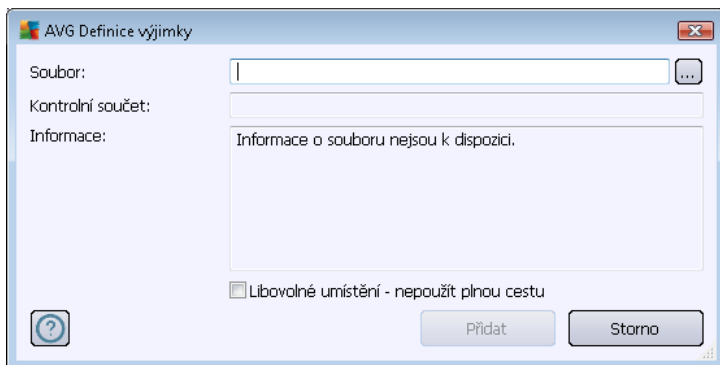 AVG Definice výjimky
Soubor:
...
Kontrolní součet:
Informace:
Informace o souboru nejsou k dispozici.
Libovolné umístění - nepoužít plnou cestu
?
Přidat
Storno